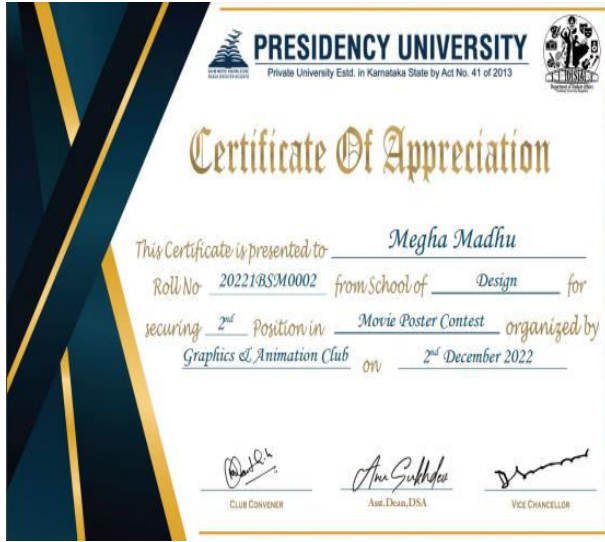 PRESIDENCY UNIVERSITY
Private University Estd. in Karnataka State by Act No. 41 of 2013
Certificate Of Appreciation
This Certificate is presented to Megha Madhu
Roll No 20221BSM0002 from School of Design for
securing 2nd Position in Movie Poster Contest organized by
Graphics & Animation Club on 2nd December 2022
Anu Sukhdev
CLUB CONVENER Asst.Dean,DSA VICE CHANCELLOR